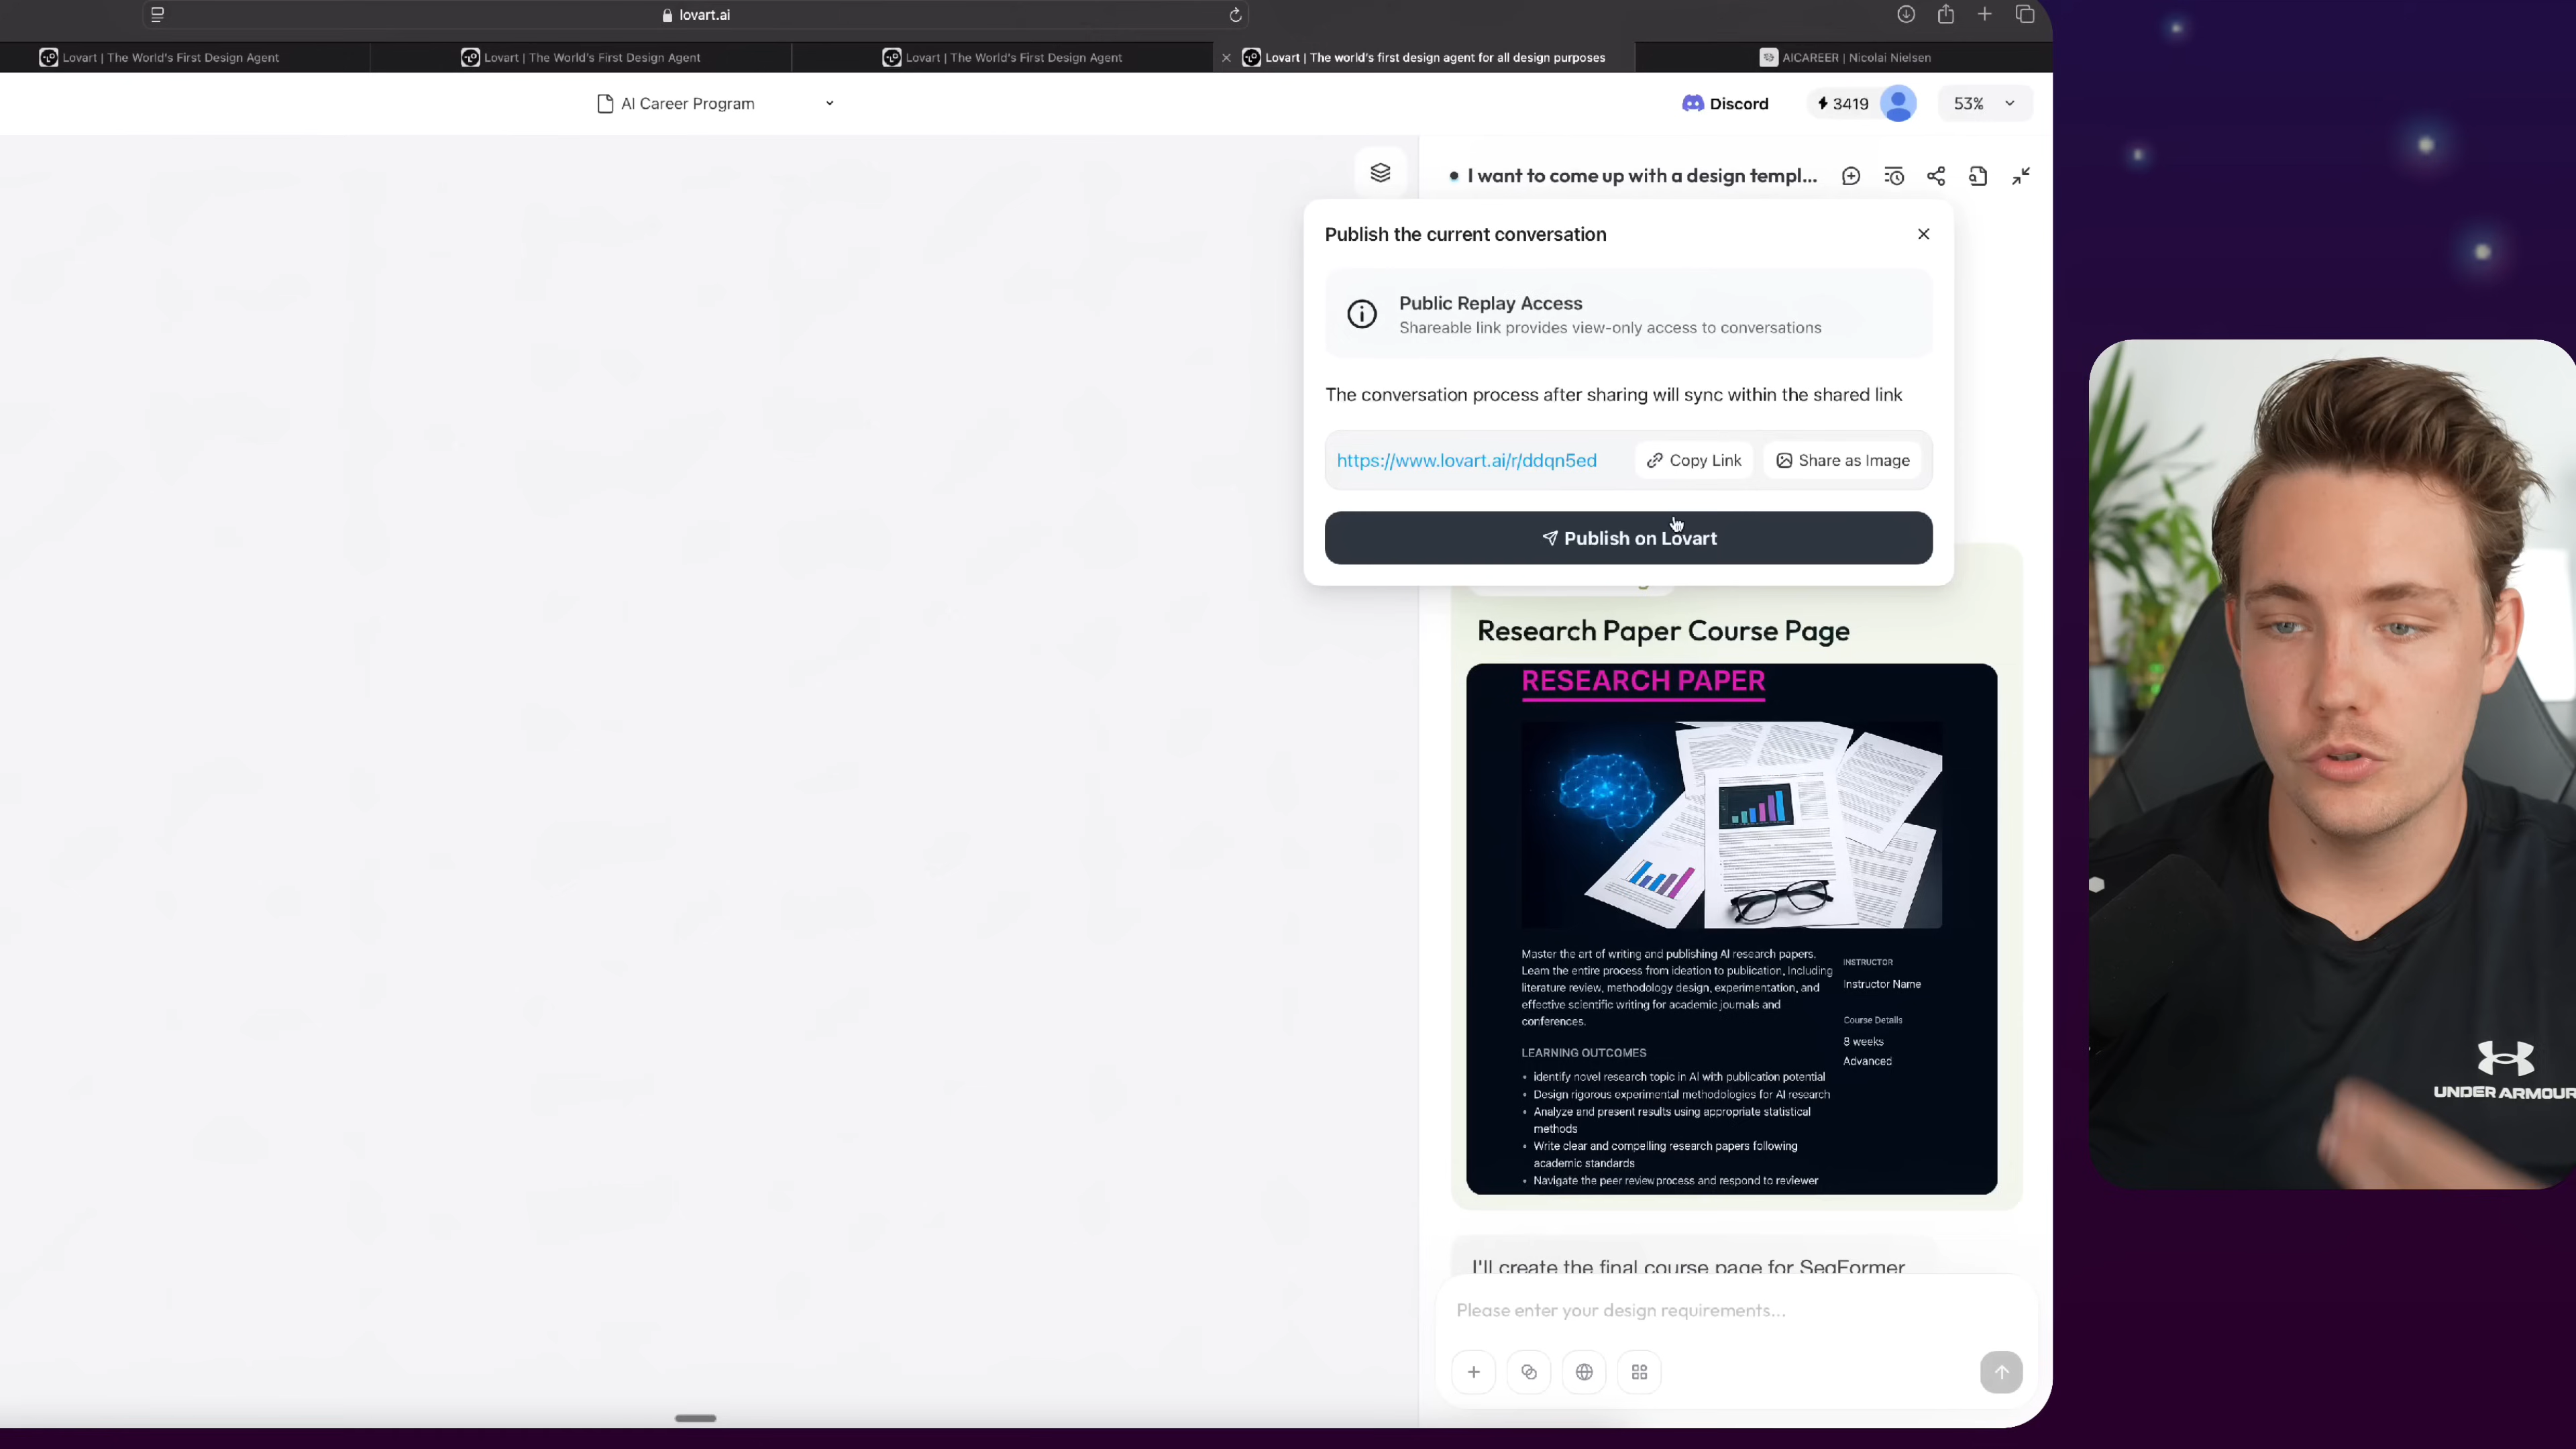 lovart.ai
Lovart | The World's First Design Agent
Lovart | The World's First Design Agent
Lovart | The World's First Design Agent
Lovart | The world's first design agent for all design purposes
AICAREER | Nicolai Nielsen
AI Career Program
Discord
3419
53%
I want to come up with a design templ...
Publish the current conversation
Public Replay Access
Shareable link provides view-only access to conversations
The conversation process after sharing will sync within the shared link
https://www.lovart.ai/r/ddqn5ed
Copy Link
Share as Image
Publish on Lovart
Research Paper Course Page
RESEARCH PAPER
Master the art of writing and publishing AI research papers.
Learn the entire process from ideation to publication, including
literature review, methodology design, experimentation, and
effective scientific writing for academic journals and
conferences.
INSTRUCTOR
Instructor Name
Course Details
8 weeks
Advanced
LEARNING OUTCOMES
• identify novel research topic in AI with publication potential
• Design rigorous experimental methodologies for AI research
• Analyze and present results using appropriate statistical
methods
• Write clear and compelling research papers following
academic standards
• Navigate the peer review process and respond to reviewer
I'll create the final course page for SegFormer
Please enter your design requirements...
UNDER ARMOUR